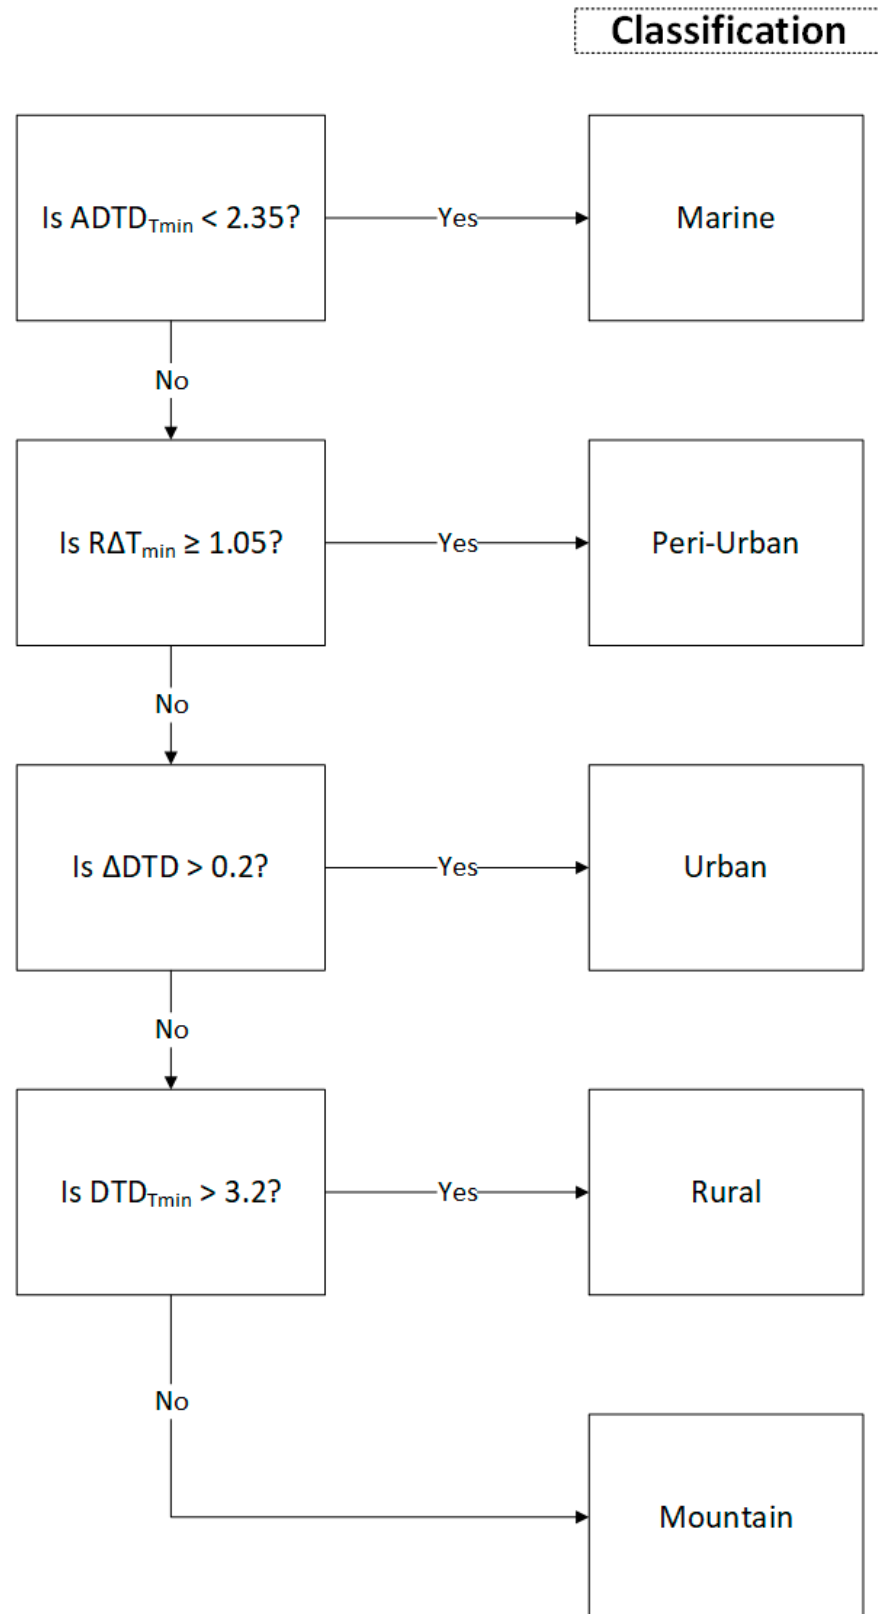 Classification
Is ADTDTmin < 2.35?
Yes
Marine
No
Is RΔTmin ≥ 1.05?
Yes
Peri-Urban
No
Is ΔDTD > 0.2?
Yes
Urban
No
Is DTDTmin > 3.2?
Yes
Rural
No
Mountain